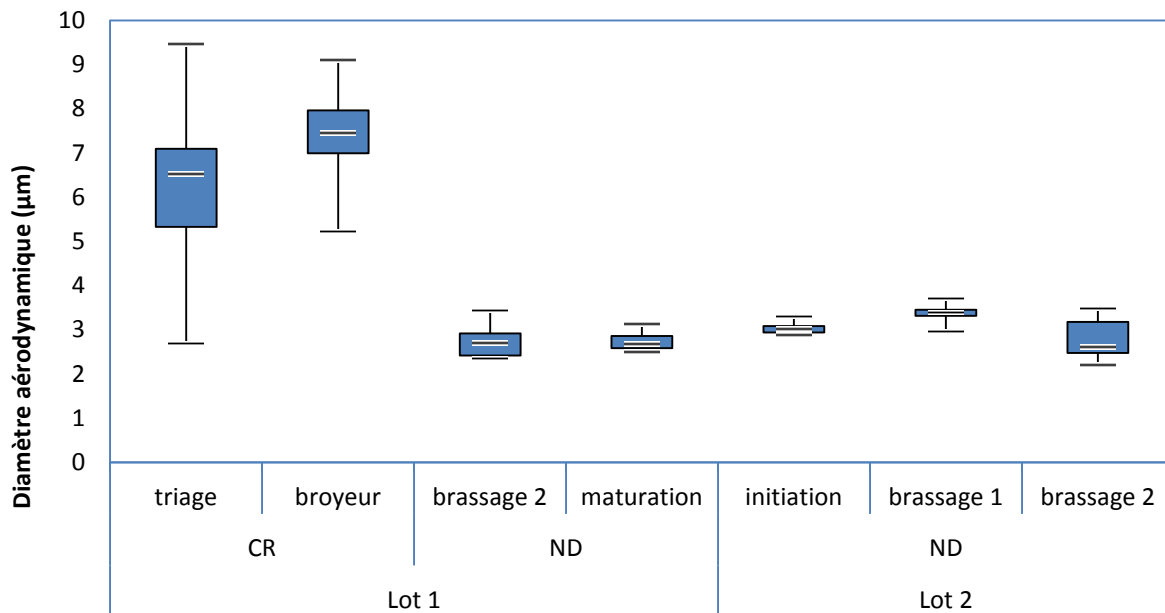 10
9
8
7
6
5
4
3
2
1
0
Diamètre aérodynamique (µm)
triage broyeur brassage 2 maturation initiation brassage 1 brassage 2
CR ND ND
Lot 1 Lot 2